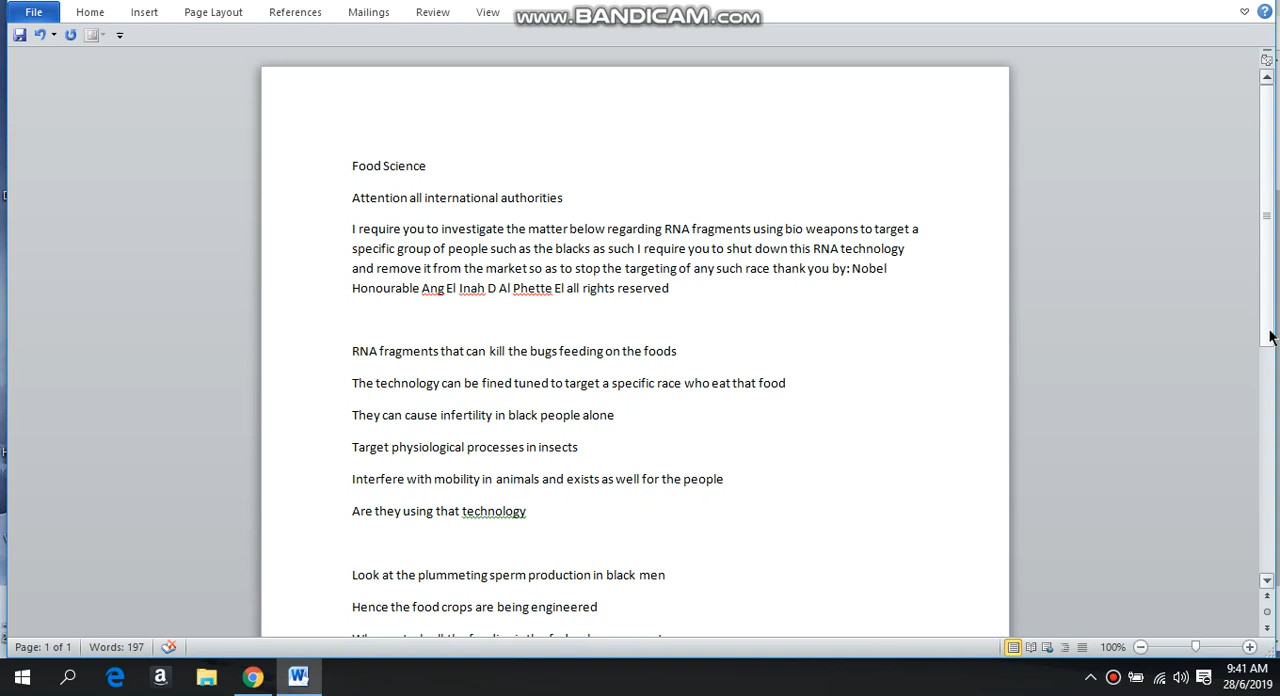 www.BANDICAM.com
File Home Insert Page Layout References Mailings Review View
Food Science
Attention all international authorities
I require you to investigate the matter below regarding RNA fragments using bio weapons to target a
specific group of people such as the blacks as such I require you to shut down this RNA technology
and remove it from the market so as to stop the targeting of any such race thank you by: Nobel
Honourable Ang El Inah D Al Phette El all rights reserved
RNA fragments that can kill the bugs feeding on the foods
The technology can be fined tuned to target a specific race who eat that food
They can cause infertility in black people alone
Target physiological processes in insects
Interfere with mobility in animals and exists as well for the people
Are they using that technology
Look at the plummeting sperm production in black men
Hence the food crops are being engineered
Page: 1 of 1 Words: 197 100%
9:41 AM
28/6/2019